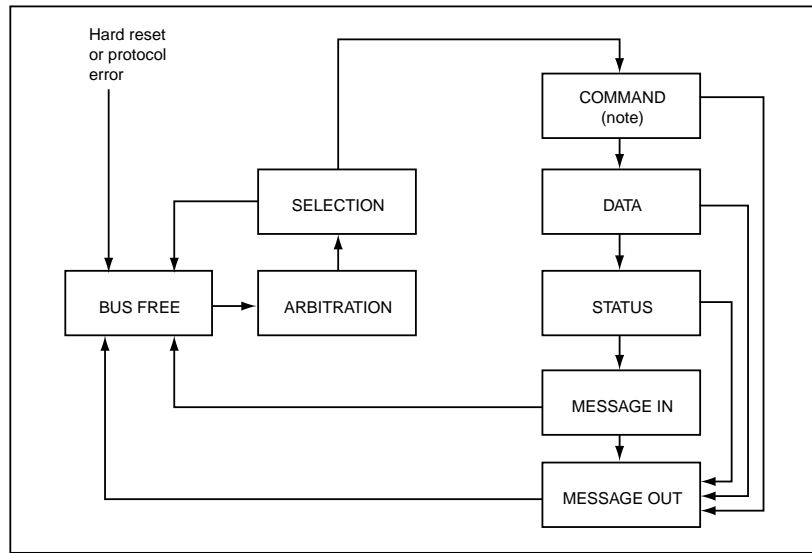 Hard reset
or protocol
error
COMMAND
(note)
SELECTION
DATA
BUS FREE
ARBITRATION
STATUS
MESSAGE IN
MESSAGE OUT